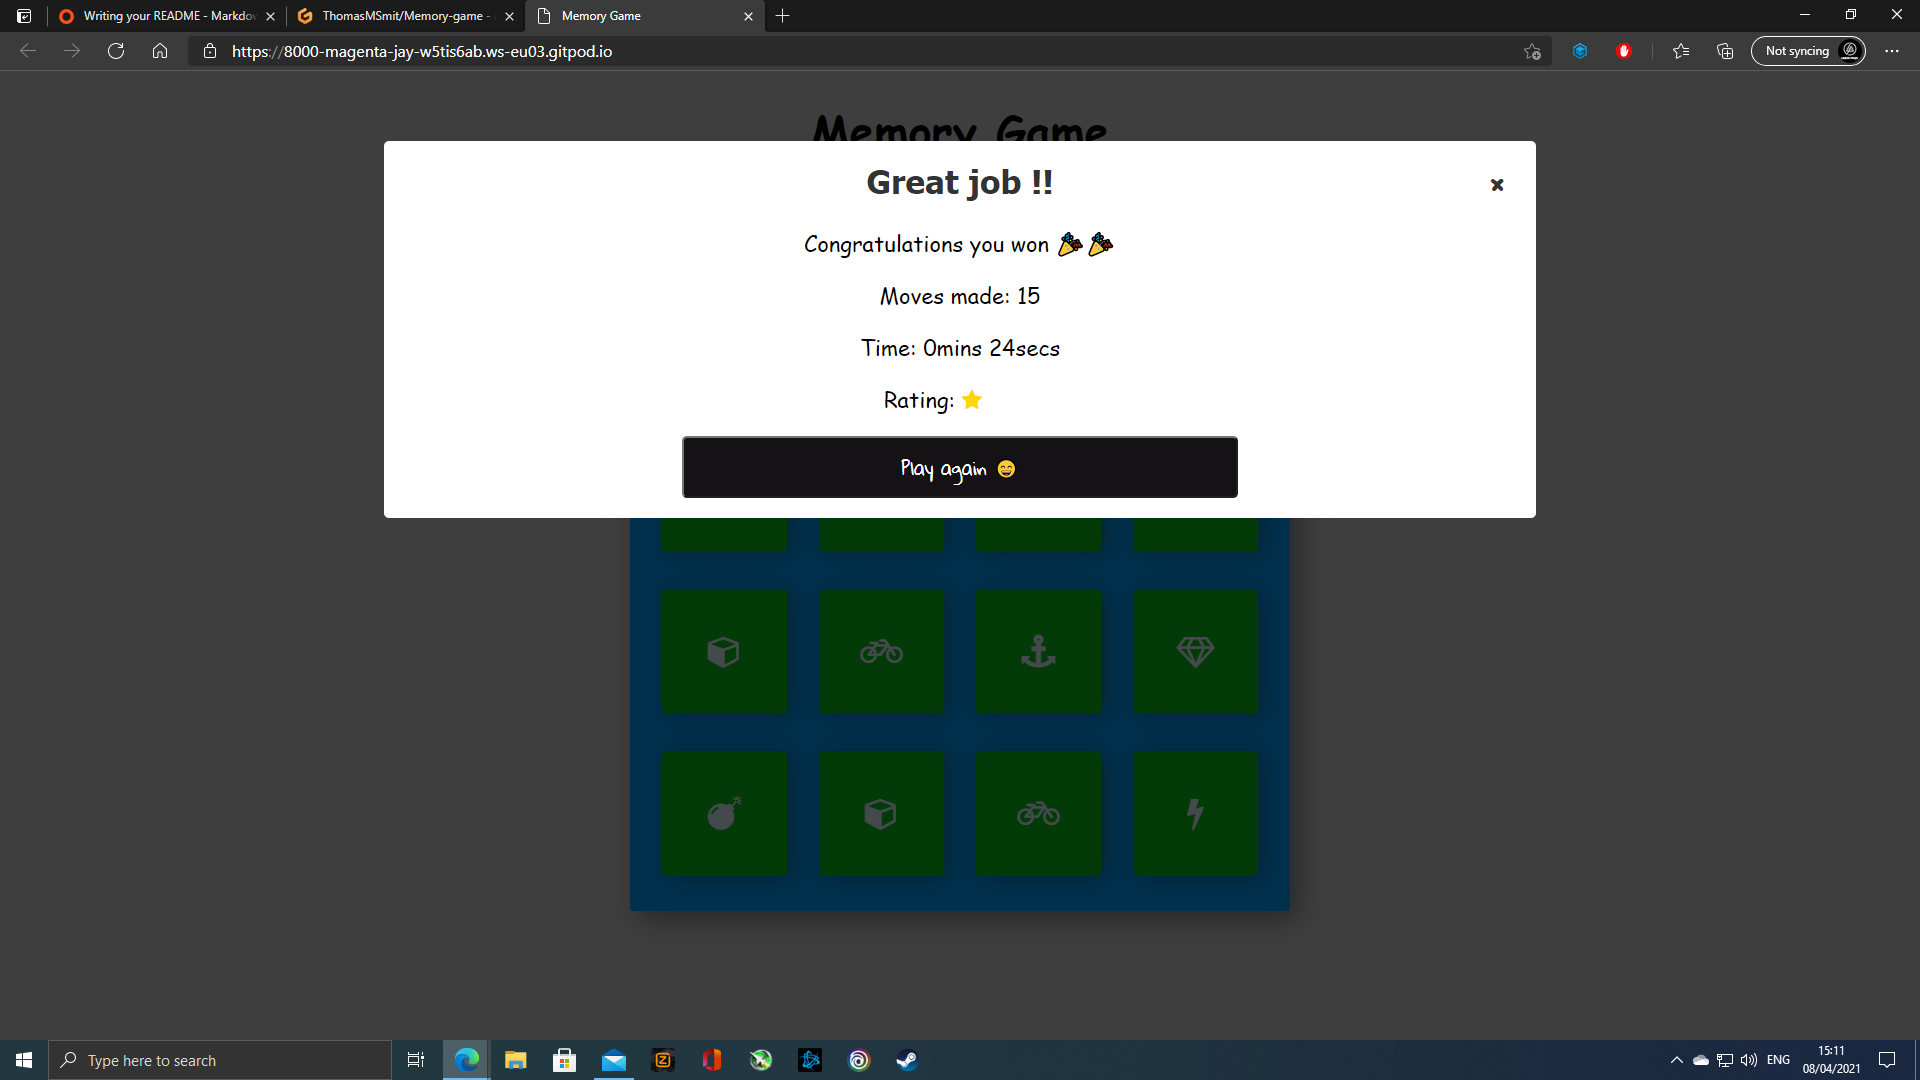 Writing your README - Markdow
ThomasMSmit/Memory-game -
Memory Game
https://8000-magenta-jay-w5tis6ab.ws-eu03.gitpod.io
Not syncing
Memory Game
Great job !!
Congratulations you won 🎉 🎉
Moves made: 15
Time: 0mins 24secs
Rating: ★
Play again 😄
Type here to search
ENG
15:11
08/04/2021